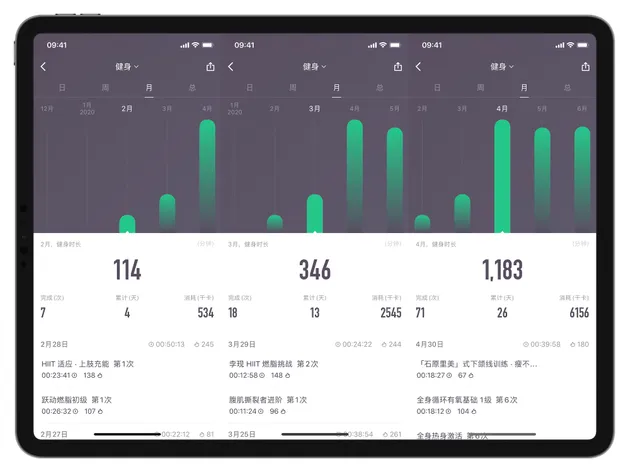 09:41
健身
日 周 月 总
12月 1月 2020 2月 3月 4月
2月，健身时长 (分钟)
114
完成(次) 累计(天) 消耗(千卡)
7 4 534
2月28日 00:50:13 245
HIIT 适应 · 上肢充能 第1次
00:23:41 138
跃动燃脂初级 第1次
00:26:32 107
2月27日 00:22:12 81
09:41
健身
日 周 月 总
1月 2020 2月 3月 4月 5月
3月，健身时长 (分钟)
346
完成(次) 累计(天) 消耗(千卡)
18 13 2545
3月29日 00:24:22 244
李现 HIIT 燃脂挑战 第2次
00:12:58 148
腹肌撕裂者进阶 第1次
00:11:24 96
3月25日 00:38:54 261
09:41
健身
日 周 月 总
2月 3月 4月 5月 6月
4月，健身时长 (分钟)
1,183
完成(次) 累计(天) 消耗(千卡)
71 26 6156
4月30日 00:39:58 180
「石原里美」式下颌线训练 · 瘦不...
00:18:27 67
全身循环有氧基础 1级 第6次
00:18:12 104
全身热身激活 第6次